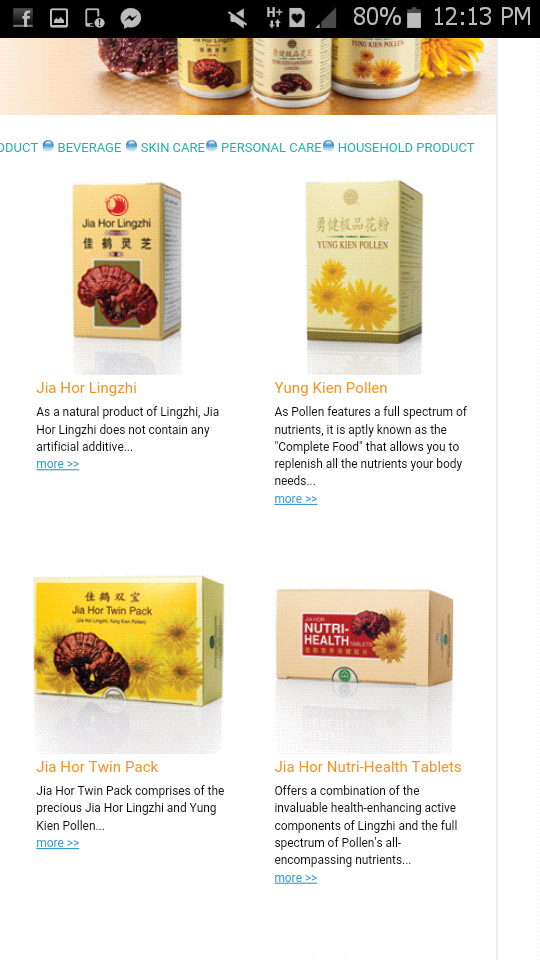 H+ 80% 12:13 PM
YUNG KIEN POLLEN
ODUCT BEVERAGE SKIN CARE PERSONAL CARE HOUSEHOLD PRODUCT
Jia Hor Lingzhi
佳鹤灵芝
勇健极品花粉
YUNG KIEN POLLEN
Jia Hor Lingzhi
As a natural product of Lingzhi, Jia
Hor Lingzhi does not contain any
artificial additive...
more >>
Yung Kien Pollen
As Pollen features a full spectrum of
nutrients, it is aptly known as the
"Complete Food" that allows you to
replenish all the nutrients your body
needs...
more >>
佳鹤双宝
Jia Hor Twin Pack
(Jia Hor Lingzhi, Yung Kien Pollen)
JIA HOR
NUTRI-
HEALTH TABLETS
Jia Hor Twin Pack
Jia Hor Twin Pack comprises of the
precious Jia Hor Lingzhi and Yung
Kien Pollen...
more >>
Jia Hor Nutri-Health Tablets
Offers a combination of the
invaluable health-enhancing active
components of Lingzhi and the full
spectrum of Pollen's all-
encompassing nutrients...
more >>